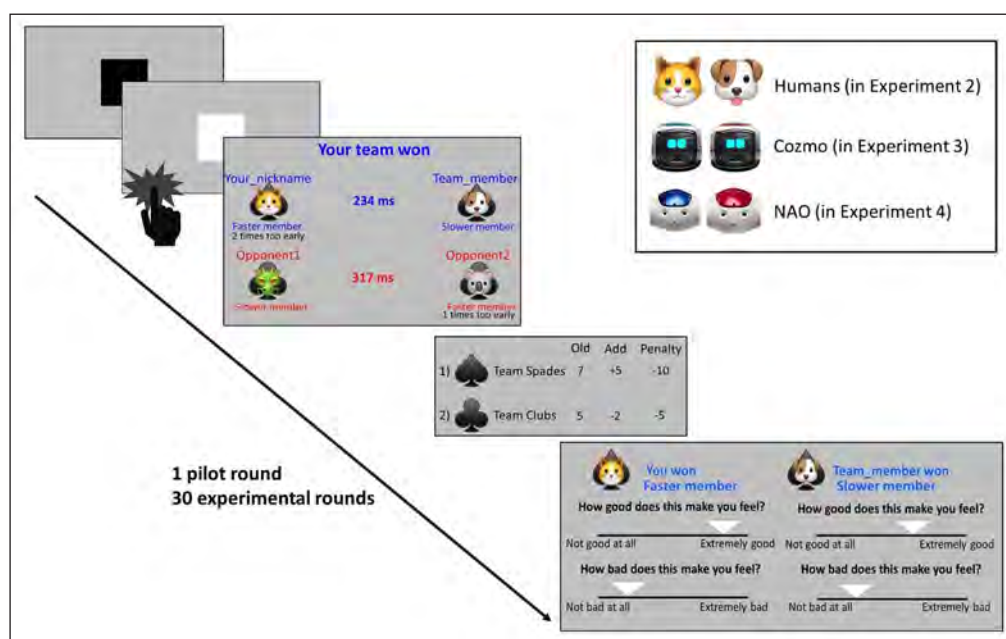 Humans (in Experiment 2)
Cozmo (in Experiment 3)
NAO (in Experiment 4)
Your team won
Your_nickname
Team_member
234 ms
Faster member
Slower member
2 times too early
Opponent1
Opponent2
317 ms
Slower member
Faster member
1 times too early
Old Add Penalty
1) Team Spades 7 +5 -10
2) Team Clubs 5 -2 -5
1 pilot round
30 experimental rounds
You won
Faster member
Team_member won
Slower member
How good does this make you feel?
How good does this make you feel?
Not good at all Extremely good
Not good at all Extremely good
How bad does this make you feel?
How bad does this make you feel?
Not bad at all Extremely bad
Not bad at all Extremely bad